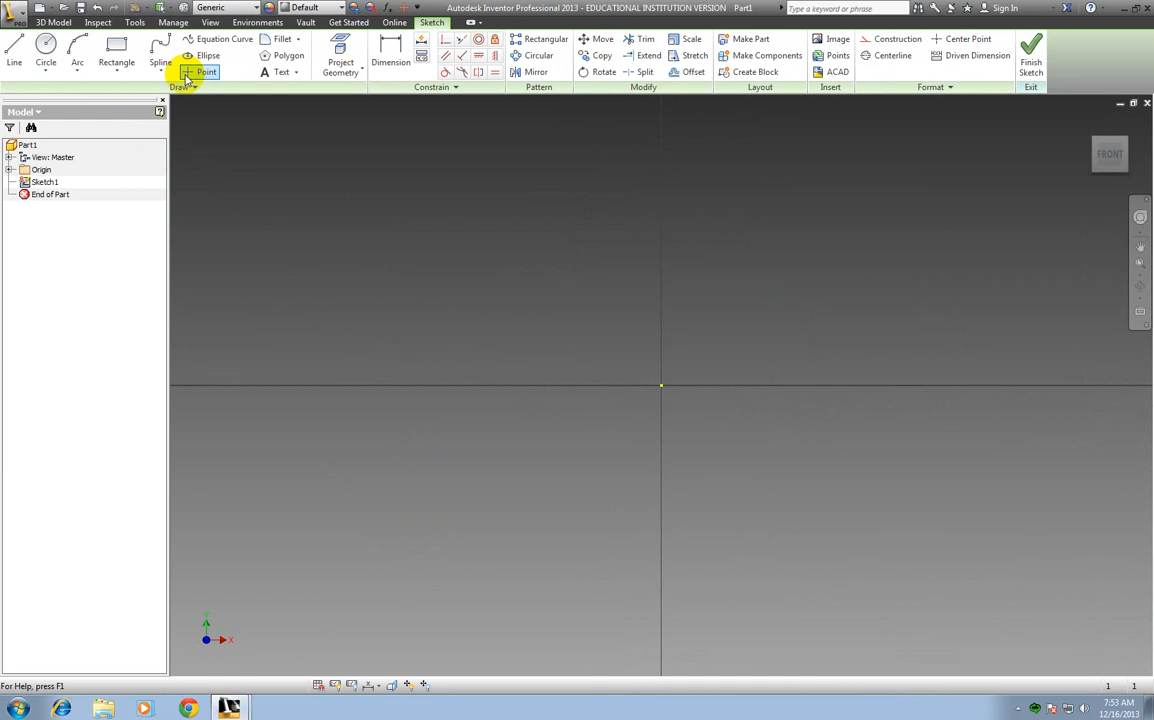 Generic Default Autodesk Inventor Professional 2013 - EDUCATIONAL INSTITUTION VERSION Part1 Type a keyword or phrase Sign In
PRO 3D Model Inspect Tools Manage View Environments Vault Get Started Online Sketch
Line Circle Arc Rectangle Spline Equation Curve Fillet Project Geometry Dimension Rectangular Move Trim Scale Make Part Image Construction Center Point Finish Sketch
Ellipse Polygon Circular Copy Extend Stretch Make Components Points Centerline Driven Dimension
Point Text Mirror Rotate Split Offset Create Block ACAD
Draw Constrain Pattern Modify Layout Insert Format Exit
Model
Part1
View: Master
Origin
Sketch1
End of Part
FRONT
Y
X
For Help, press F1 1 1
7:53 AM
12/16/2013